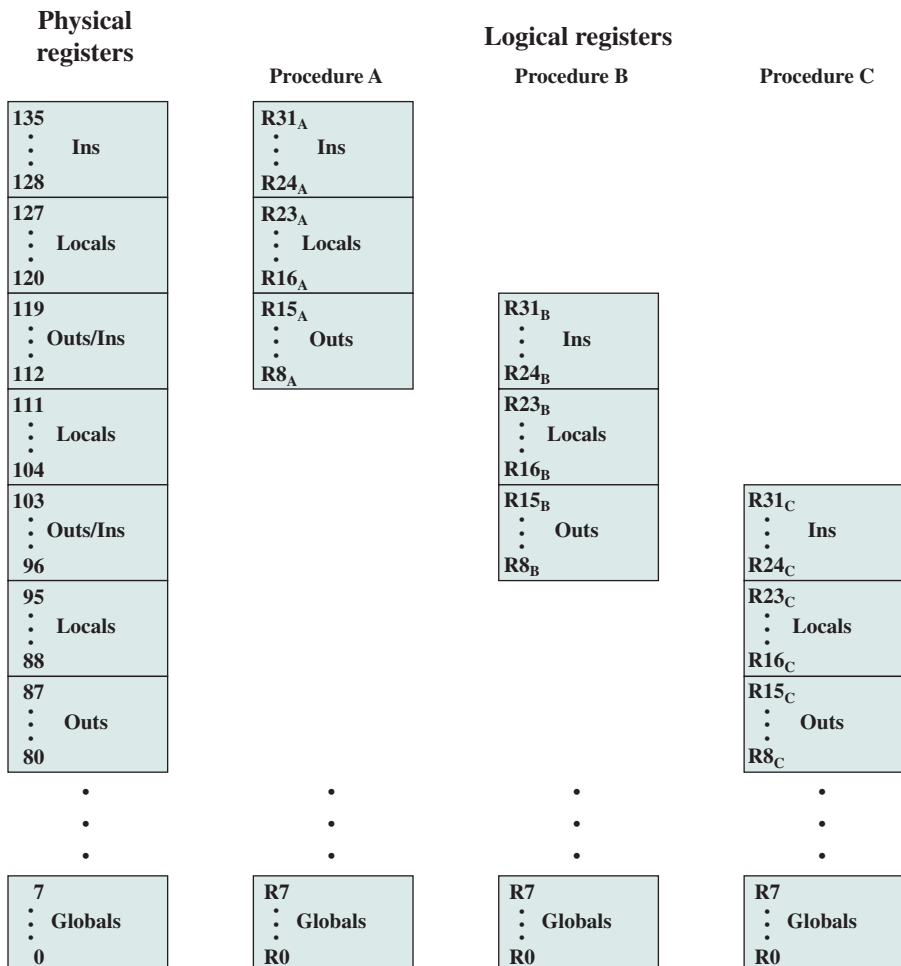 Physical registers
Logical registers
Procedure A
Procedure B
Procedure C
135
Ins
128
127
Locals
120
119
Outs/Ins
112
111
Locals
104
103
Outs/Ins
96
95
Locals
88
87
Outs
80
7
Globals
0
R31A
Ins
R24A
R23A
Locals
R16A
R15A
Outs
R8A
R7
Globals
R0
R31B
Ins
R24B
R23B
Locals
R16B
R15B
Outs
R8B
R7
Globals
R0
R31C
Ins
R24C
R23C
Locals
R16C
R15C
Outs
R8C
R7
Globals
R0